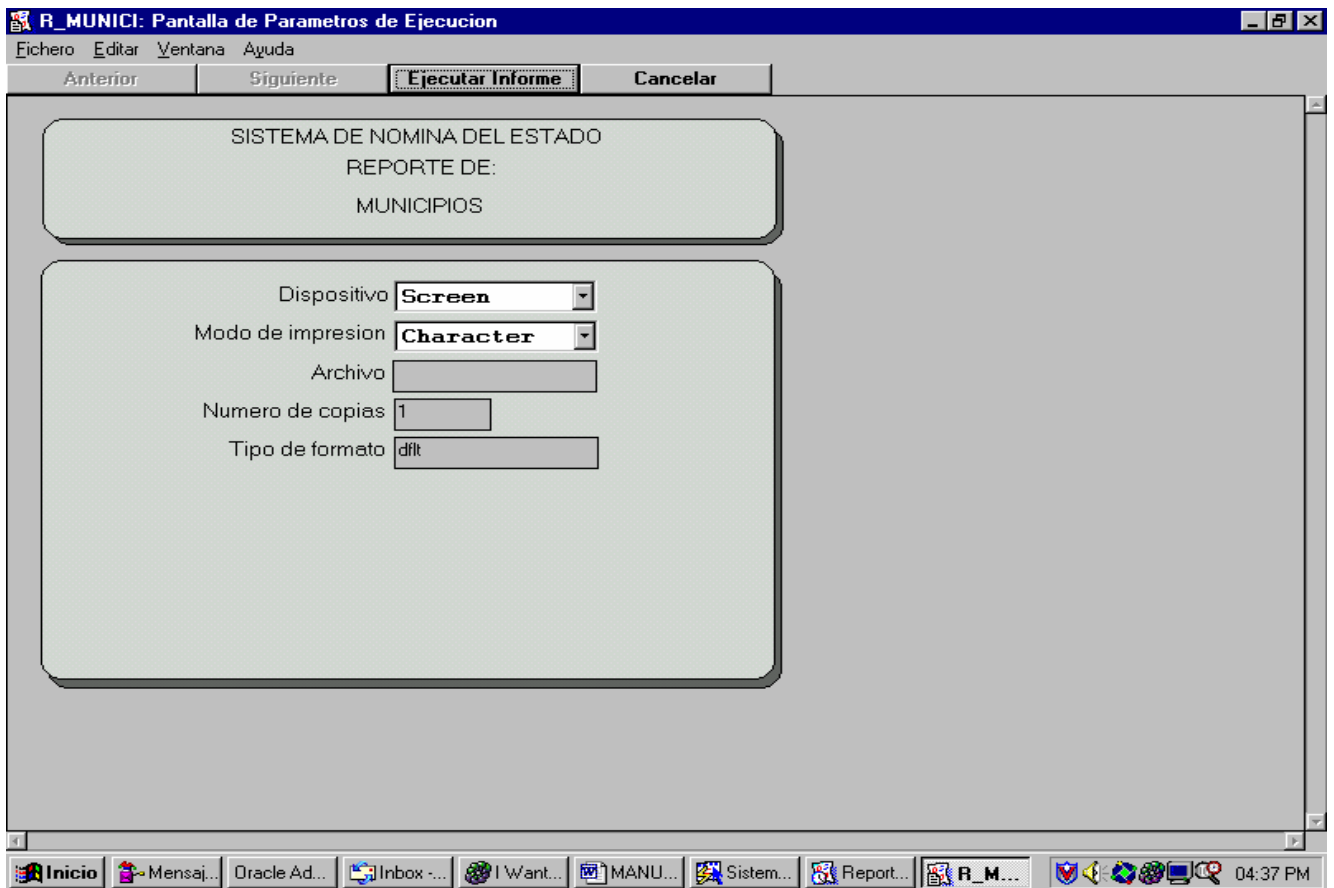 R_MUNICI: Pantalla de Parametros de Ejecucion
Fichero Editar Ventana Ayuda
Anterior Siguiente Ejecutar Informe Cancelar
SISTEMA DE NOMINA DEL ESTADO
REPORTE DE:
MUNICIPIOS
Dispositivo Screen
Modo de impresion Character
Archivo
Numero de copias 1
Tipo de formato dflt
Inicio Mensaj... Oracle Ad... Inbox -... I Want... MANU... Sistem... Report... R_M... 04:37 PM